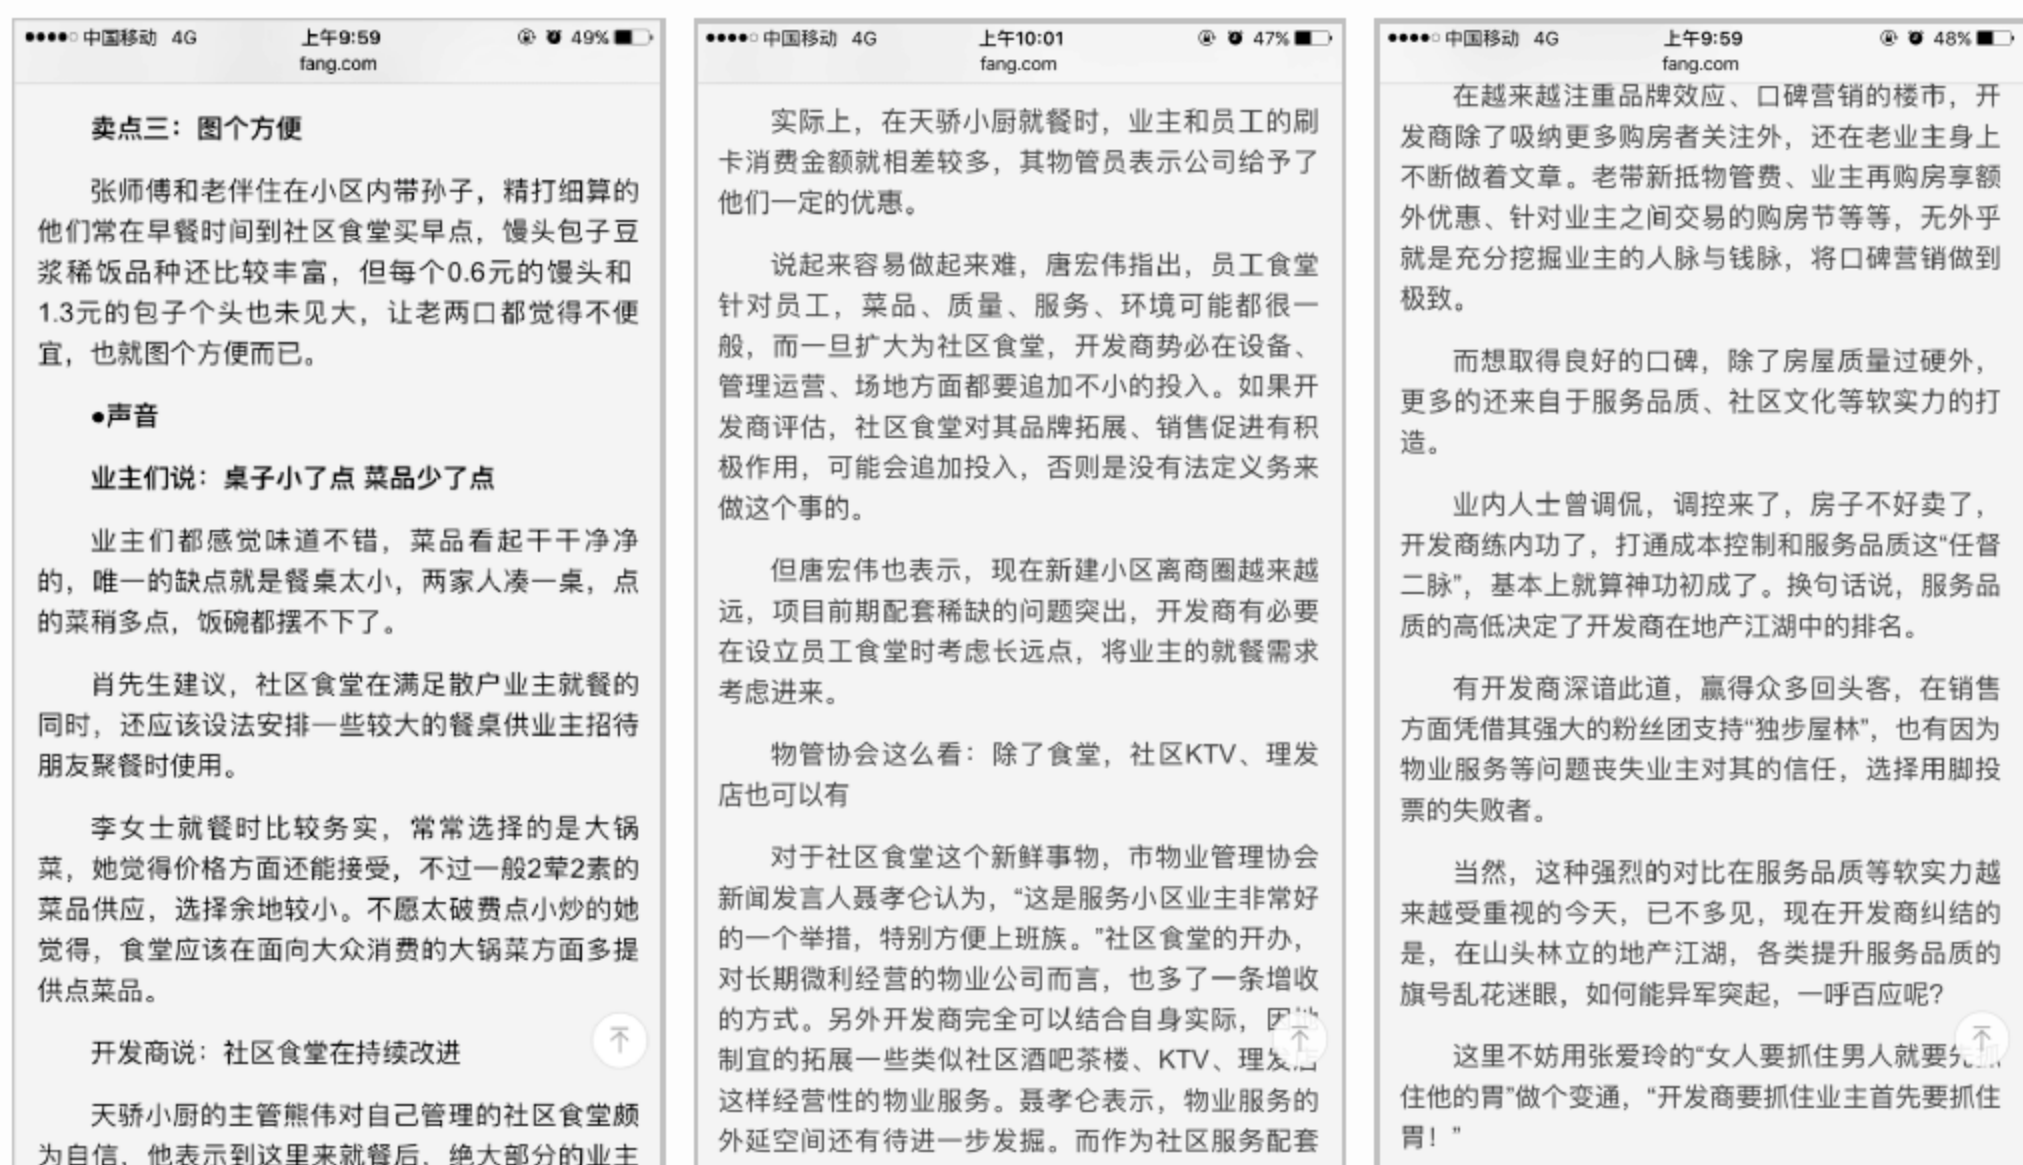 中国移动 4G 上午9:59 49%
fang.com
卖点三：图个方便
张师傅和老伴住在小区内带孙子，精打细算的
他们常在早餐时间到社区食堂买早点，馒头包子豆
浆稀饭品种还比较丰富，但每个0.6元的馒头和
1.3元的包子个头也未见大，让老两口都觉得不便
宜，也就图个方便而已。
●声音
业主们说：桌子小了点 菜品少了点
业主们都感觉味道不错，菜品看起干干净净
的，唯一的缺点就是餐桌太小，两家人凑一桌，点
的菜稍多点，饭碗都摆不下了。
肖先生建议，社区食堂在满足散户业主就餐的
同时，还应该设法安排一些较大的餐桌供业主招待
朋友聚餐时使用。
李女士就餐时比较务实，常常选择的是大锅
菜，她觉得价格方面还能接受，不过一般2荤2素的
菜品供应，选择余地较小。不愿太破费点小炒的她
觉得，食堂应该在面向大众消费的大锅菜方面多提
供点菜品。
开发商说：社区食堂在持续改进
天骄小厨的主管熊伟对自己管理的社区食堂颇
为自信，他表示到这里来就餐后，绝大部分的业主
中国移动 4G 上午10:01 47%
fang.com
实际上，在天骄小厨就餐时，业主和员工的刷
卡消费金额就相差较多，其物管员表示公司给予了
他们一定的优惠。
说起来容易做起来难，唐宏伟指出，员工食堂
针对员工，菜品、质量、服务、环境可能都很一
般，而一旦扩大为社区食堂，开发商势必在设备、
管理运营、场地方面都要追加不小的投入。如果开
发商评估，社区食堂对其品牌拓展、销售促进有积
极作用，可能会追加投入，否则是没有法定义务来
做这个事的。
但唐宏伟也表示，现在新建小区离商圈越来越
远，项目前期配套稀缺的问题突出，开发商有必要
在设立员工食堂时考虑长远点，将业主的就餐需求
考虑进来。
物管协会这么看：除了食堂，社区KTV、理发
店也可以有
对于社区食堂这个新鲜事物，市物业管理协会
新闻发言人聂孝仑认为，“这是服务小区业主非常好
的一个举措，特别方便上班族。”社区食堂的开办，
对长期微利经营的物业公司而言，也多了一条增收
的方式。另外开发商完全可以结合自身实际，因地
制宜的拓展一些类似社区酒吧茶楼、KTV、理发店
这样经营性的物业服务。聂孝仑表示，物业服务的
外延空间还有待进一步发掘。而作为社区服务配套
中国移动 4G 上午9:59 48%
fang.com
在越来越注重品牌效应、口碑营销的楼市，开
发商除了吸纳更多购房者关注外，还在老业主身上
不断做着文章。老带新抵物管费、业主再购房享额
外优惠、针对业主之间交易的购房节等等，无外乎
就是充分挖掘业主的人脉与钱脉，将口碑营销做到
极致。
而想取得良好的口碑，除了房屋质量过硬外，
更多的还来自于服务品质、社区文化等软实力的打
造。
业内人士曾调侃，调控来了，房子不好卖了，
开发商练内功了，打通成本控制和服务品质这“任督
二脉”，基本上就算神功初成了。换句话说，服务品
质的高低决定了开发商在地产江湖中的排名。
有开发商深谙此道，赢得众多回头客，在销售
方面凭借其强大的粉丝团支持“独步屋林”，也有因为
物业服务等问题丧失业主对其的信任，选择用脚投
票的失败者。
当然，这种强烈的对比在服务品质等软实力越
来越受重视的今天，已不多见，现在开发商纠结的
是，在山头林立的地产江湖，各类提升服务品质的
旗号乱花迷眼，如何能异军突起，一呼百应呢？
这里不妨用张爱玲的“女人要抓住男人就要先抓
住他的胃”做个变通，“开发商要抓住业主首先要抓住
胃！”